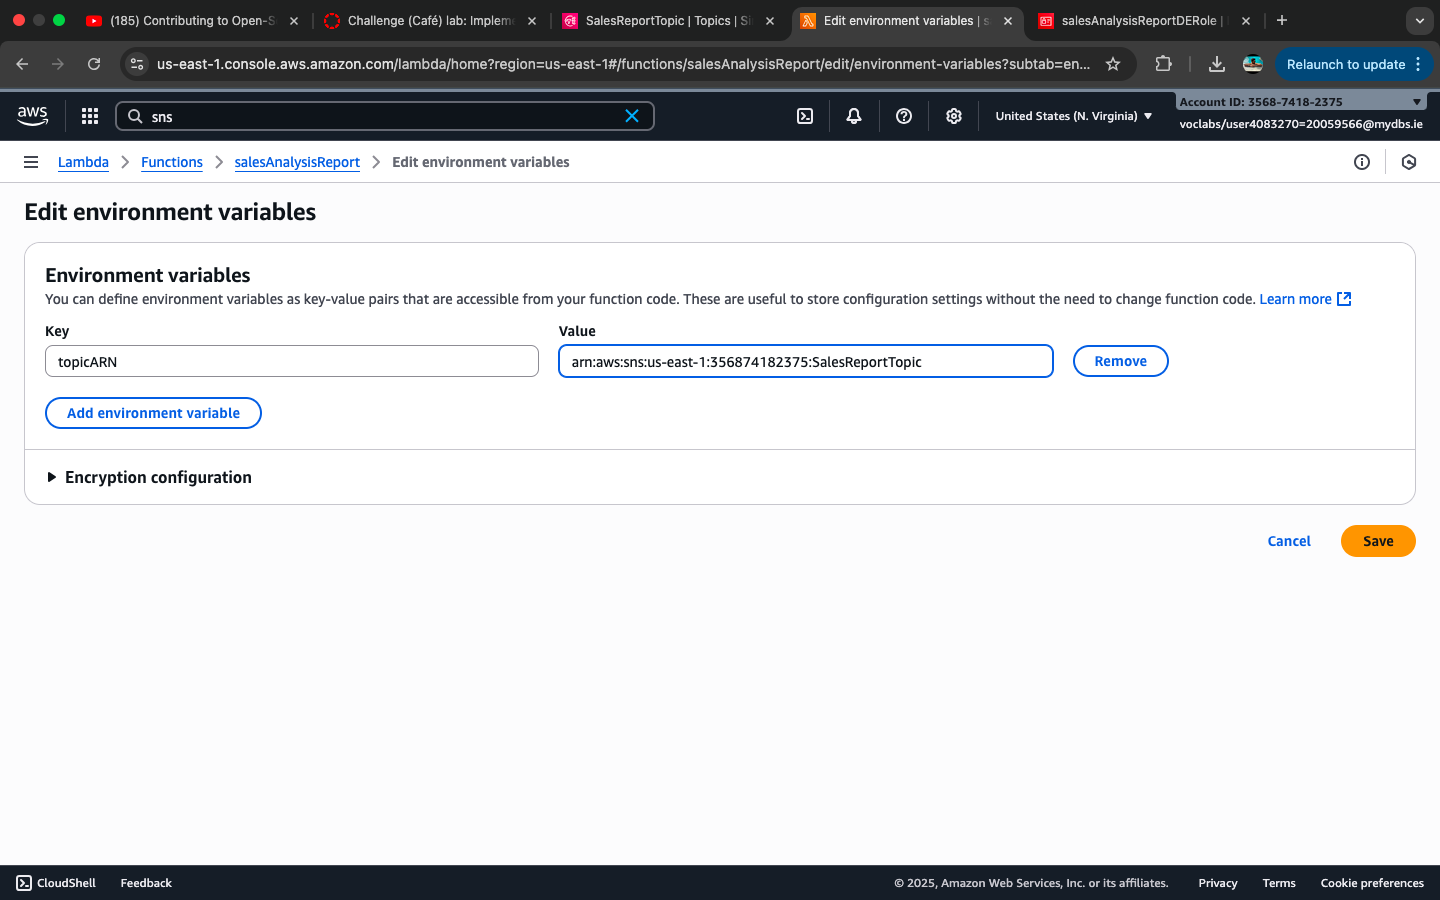 (185) Contributing to Open-S
Challenge (Café) lab: Impleme
SalesReportTopic | Topics | Si
Edit environment variables | s
salesAnalysisReportDERole |
us-east-1.console.aws.amazon.com/lambda/home?region=us-east-1#/functions/salesAnalysisReport/edit/environment-variables?subtab=en...
Relaunch to update
aws
sns
United States (N. Virginia)
Account ID: 3568-7418-2375
voclabs/user4083270=20059566@mydbs.ie
Lambda
Functions
salesAnalysisReport
Edit environment variables
Edit environment variables
Environment variables
You can define environment variables as key-value pairs that are accessible from your function code. These are useful to store configuration settings without the need to change function code. Learn more
Key
Value
topicARN
arn:aws:sns:us-east-1:356874182375:SalesReportTopic
Remove
Add environment variable
Encryption configuration
Cancel
Save
CloudShell
Feedback
© 2025, Amazon Web Services, Inc. or its affiliates.
Privacy
Terms
Cookie preferences